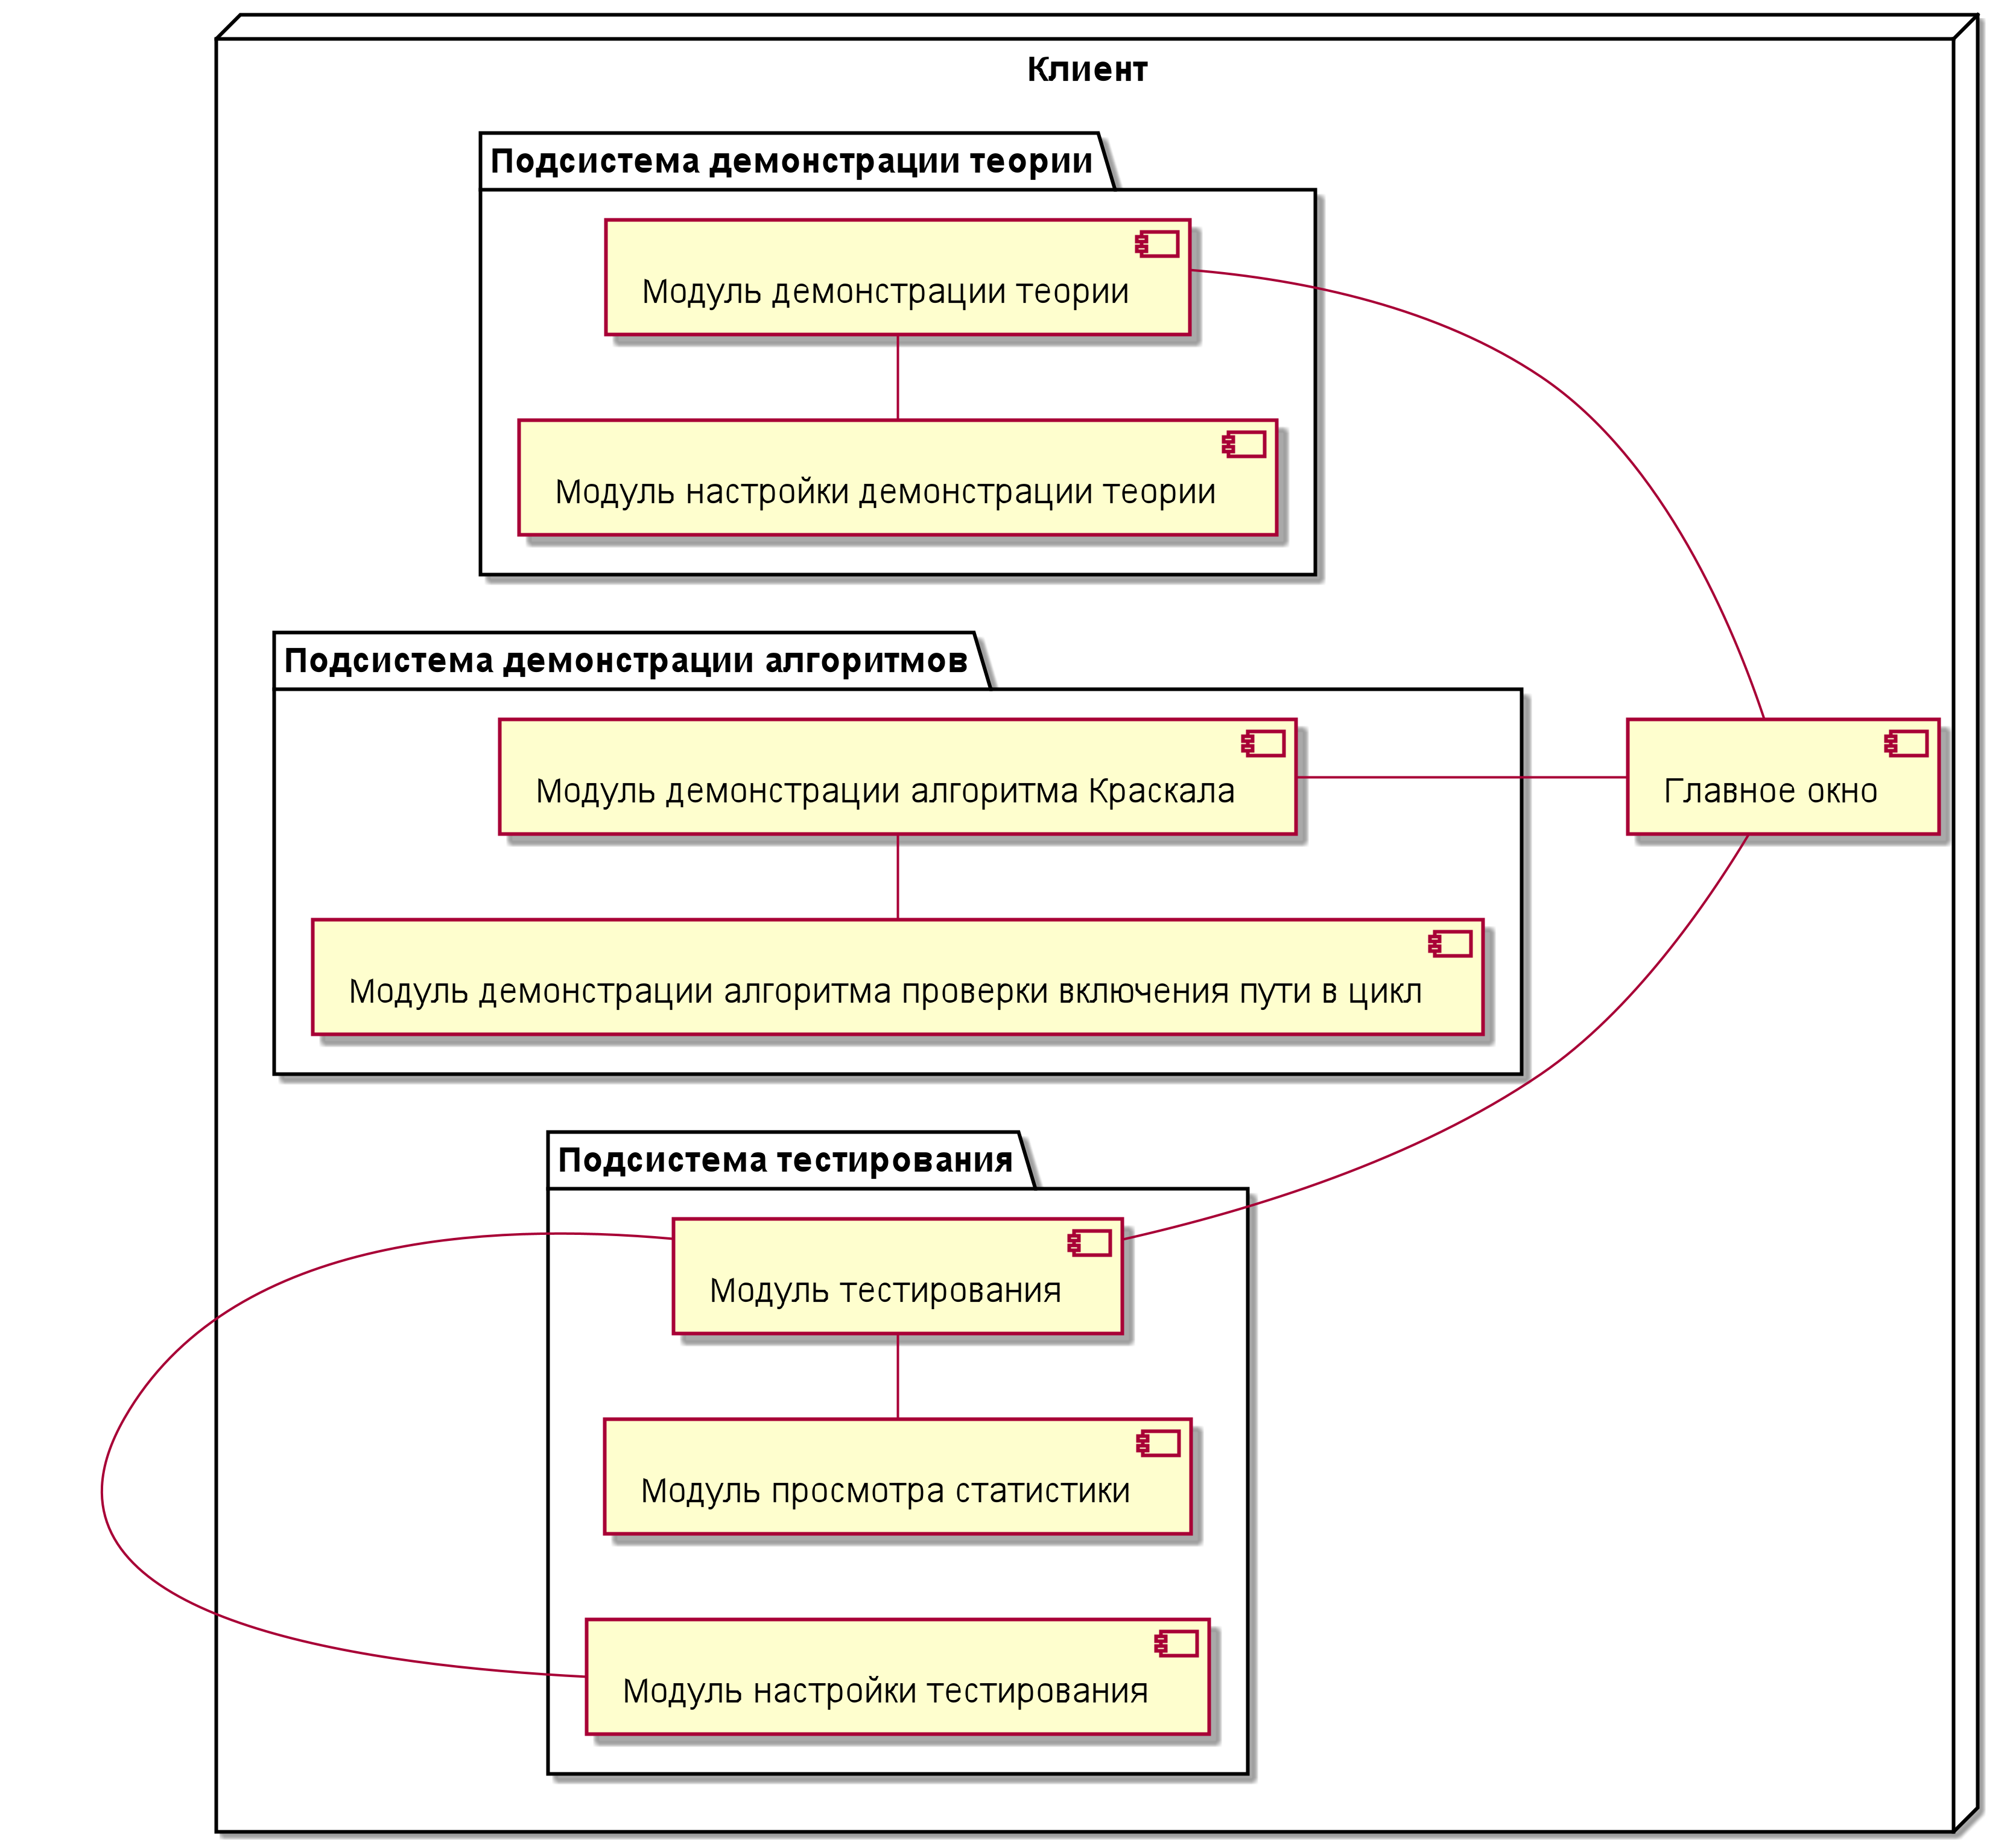 Клиент
Подсистема демонстрации теории
Модуль демонстрации теории
Модуль настройки демонстрации теории
Подсистема демонстрации алгоритмов
Модуль демонстрации алгоритма Краскала
Главное окно
Модуль демонстрации алгоритма проверки включения пути в цикл
Подсистема тестирования
Модуль тестирования
Модуль просмотра статистики
Модуль настройки тестирования